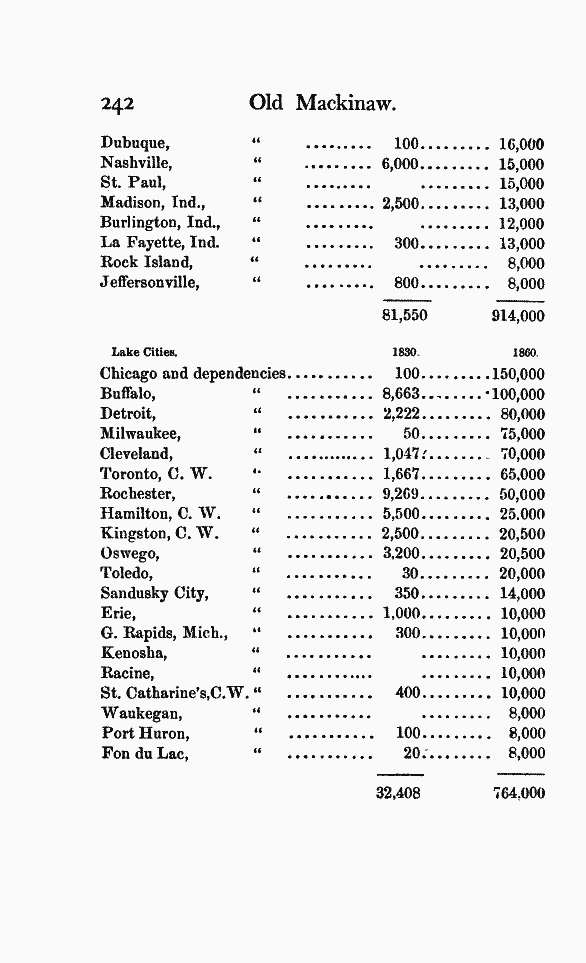 242 Old Mackinaw.
Dubuque, “ ......... 100......... 16,000
Nashville, “ ......... 6,000......... 15,000
St. Paul, “ ......... ......... 15,000
Madison, Ind., “ ......... 2,500......... 13,000
Burlington, Ind., “ ......... ......... 12,000
La Fayette, Ind. “ ......... 300......... 13,000
Rock Island, “ ......... ......... 8,000
Jeffersonville, “ ......... 800......... 8,000
81,550 914,000
Lake Cities. 1830. 1860.
Chicago and dependencies........... 100.........150,000
Buffalo, “ ........... 8,663.........100,000
Detroit, “ ........... 2,222......... 80,000
Milwaukee, “ ........... 50......... 75,000
Cleveland, “ ............ 1,047......... 70,000
Toronto, C. W. “ ........... 1,667......... 65,000
Rochester, “ ........... 9,269......... 50,000
Hamilton, C. W. “ ........... 5,500......... 25,000
Kingston, C. W. “ ........... 2,500......... 20,500
Oswego, “ ........... 3,200......... 20,500
Toledo, “ ........... 30......... 20,000
Sandusky City, “ ........... 350......... 14,000
Erie, “ ........... 1,000......... 10,000
G. Rapids, Mich., “ ........... 300......... 10,000
Kenosha, “ ........... ......... 10,000
Racine, “ ........... ......... 10,000
St. Catharine's,C.W. “ ........... 400......... 10,000
Waukegan, “ ........... ......... 8,000
Port Huron, “ ........... 100......... 8,000
Fon du Lac, “ ........... 20......... 8,000
32,408 764,000